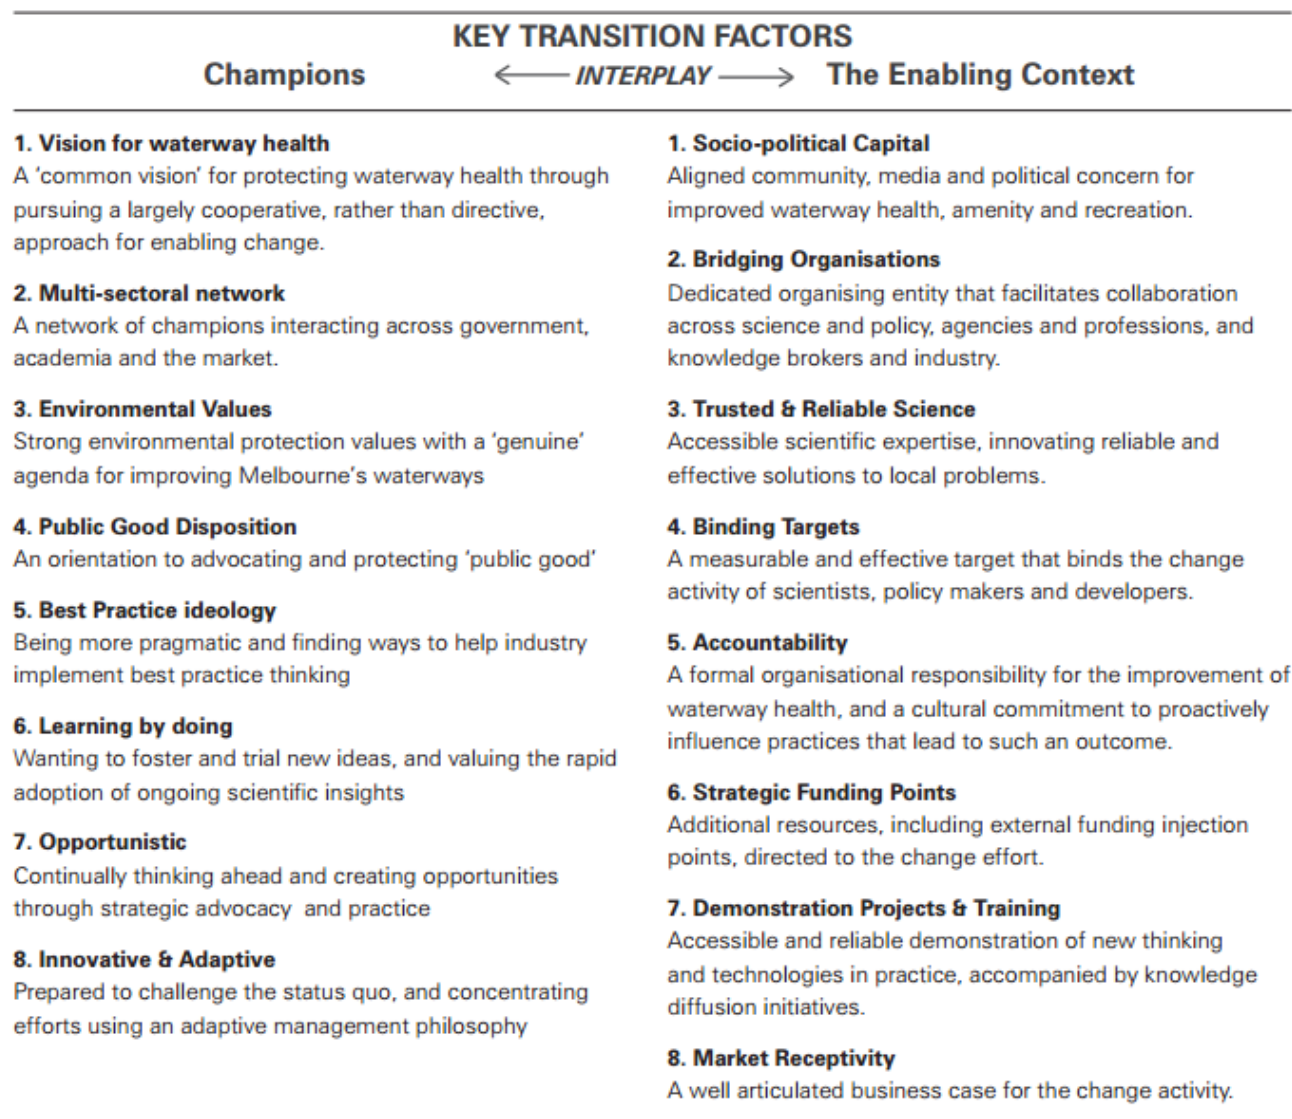 KEY TRANSITION FACTORS
Champions ← INTERPLAY → The Enabling Context
1. Vision for waterway health
A ‘common vision’ for protecting waterway health through
pursuing a largely cooperative, rather than directive,
approach for enabling change.
2. Multi-sectoral network
A network of champions interacting across government,
academia and the market.
3. Environmental Values
Strong environmental protection values with a ‘genuine’
agenda for improving Melbourne’s waterways
4. Public Good Disposition
An orientation to advocating and protecting ‘public good’
5. Best Practice ideology
Being more pragmatic and finding ways to help industry
implement best practice thinking
6. Learning by doing
Wanting to foster and trial new ideas, and valuing the rapid
adoption of ongoing scientific insights
7. Opportunistic
Continually thinking ahead and creating opportunities
through strategic advocacy and practice
8. Innovative & Adaptive
Prepared to challenge the status quo, and concentrating
efforts using an adaptive management philosophy
1. Socio-political Capital
Aligned community, media and political concern for
improved waterway health, amenity and recreation.
2. Bridging Organisations
Dedicated organising entity that facilitates collaboration
across science and policy, agencies and professions, and
knowledge brokers and industry.
3. Trusted & Reliable Science
Accessible scientific expertise, innovating reliable and
effective solutions to local problems.
4. Binding Targets
A measurable and effective target that binds the change
activity of scientists, policy makers and developers.
5. Accountability
A formal organisational responsibility for the improvement of
waterway health, and a cultural commitment to proactively
influence practices that lead to such an outcome.
6. Strategic Funding Points
Additional resources, including external funding injection
points, directed to the change effort.
7. Demonstration Projects & Training
Accessible and reliable demonstration of new thinking
and technologies in practice, accompanied by knowledge
diffusion initiatives.
8. Market Receptivity
A well articulated business case for the change activity.